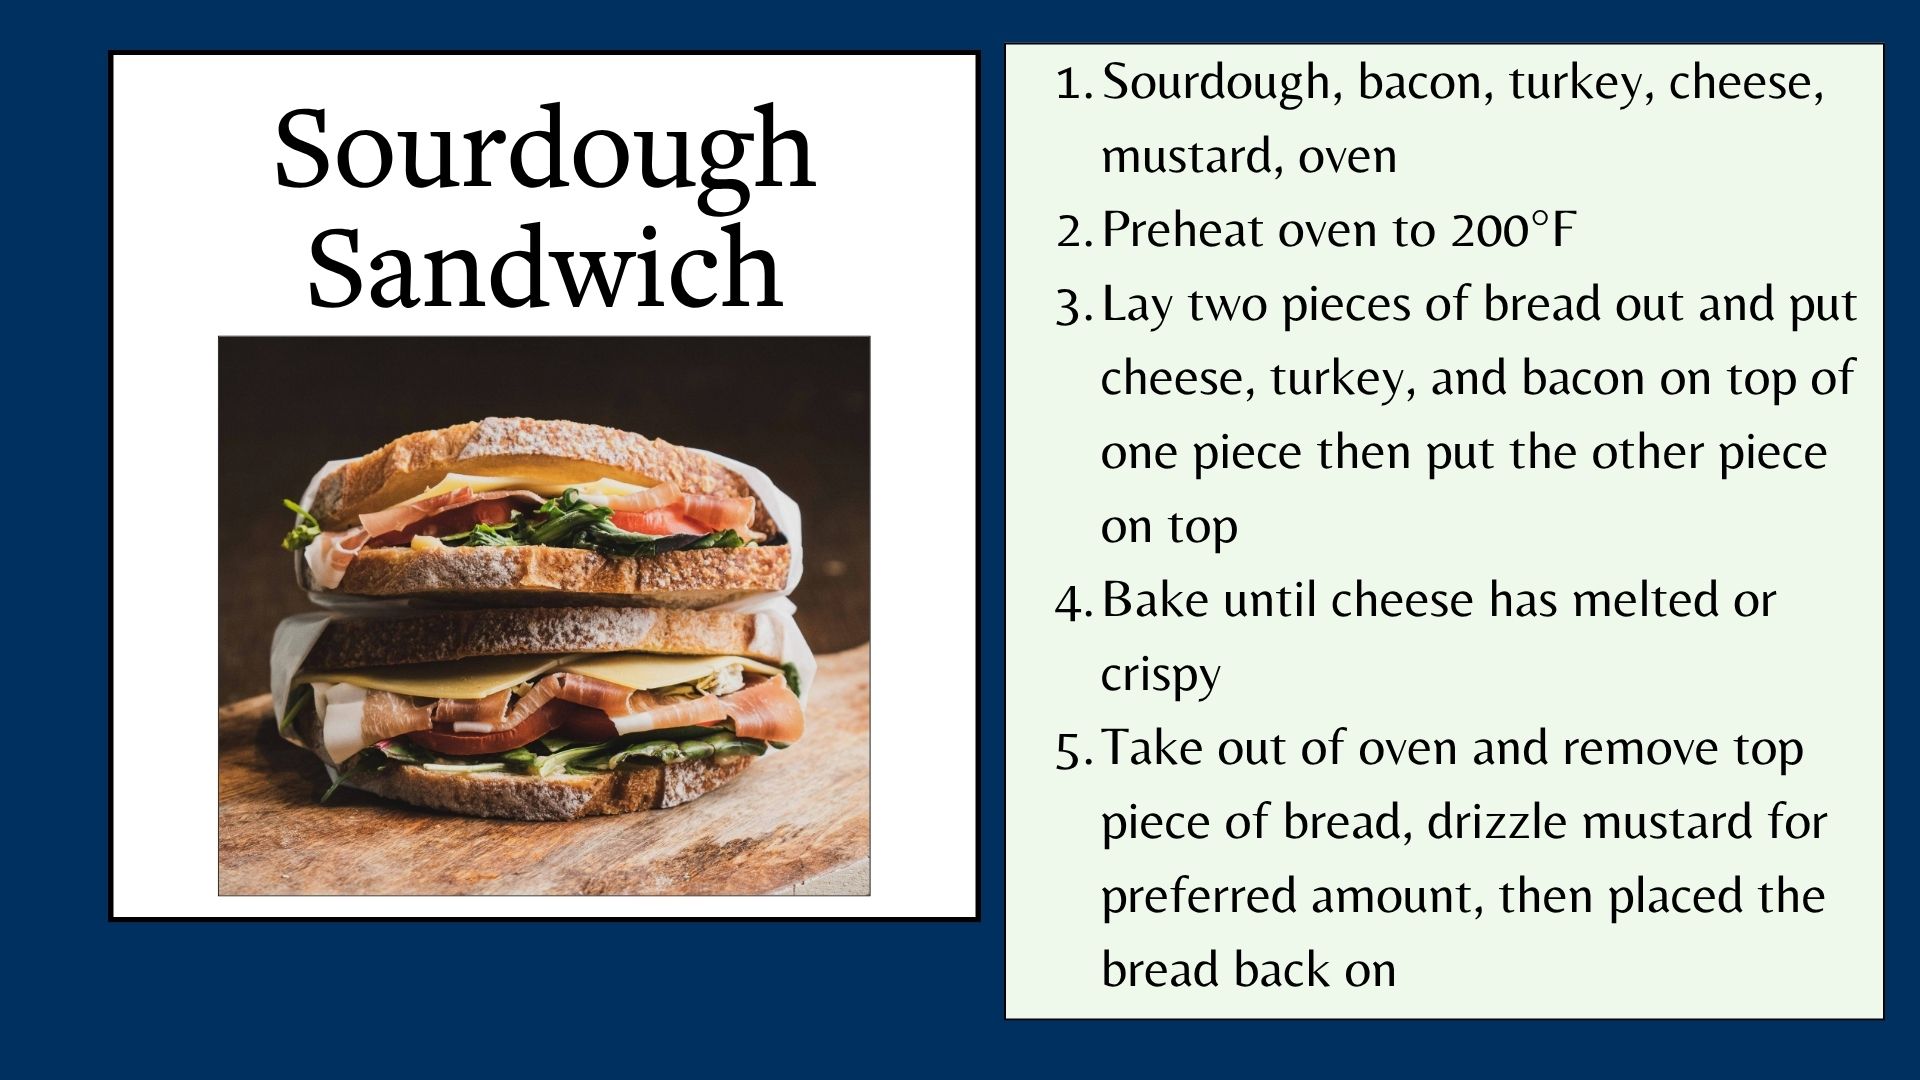 Sourdough
Sandwich
1. Sourdough, bacon, turkey, cheese,
mustard, oven
2. Preheat oven to 200°F
3. Lay two pieces of bread out and put
cheese, turkey, and bacon on top of
one piece then put the other piece
on top
4. Bake until cheese has melted or
crispy
5. Take out of oven and remove top
piece of bread, drizzle mustard for
preferred amount, then placed the
bread back on